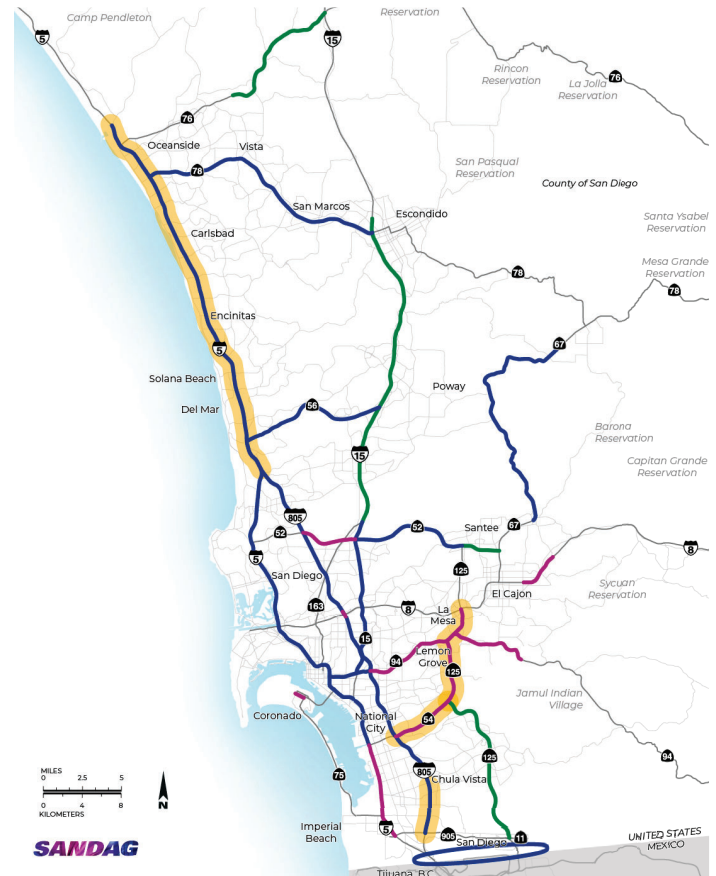 Camp Pendleton
Reservation
5
15
Rincon
Reservation
76
La Jolla
Reservation
76
Oceanside
Vista
78
San Pasqual
Reservation
County of San Diego
San Marcos
Escondido
Santa Ysabel
Reservation
Carlsbad
Mesa Grande
Reservation
78
78
Encinitas
5
67
Solana Beach
Poway
Del Mar
56
Barona
Reservation
15
Capitan Grande
Reservation
805
52
52
Santee
67
8
5
San Diego
125
El Cajon
Sycuan
Reservation
163
8
La
Mesa
15
Lemon
Grove
94
125
Jamul Indian
Village
Coronado
National
City
54
94
125
805
75
Chula Vista
MILES
0 2.5 5
0 4 8
KILOMETERS
N
Imperial
Beach
5
905
San Diego
11
UNITED STATES
MEXICO
SANDAG
Tijuana, B.C.